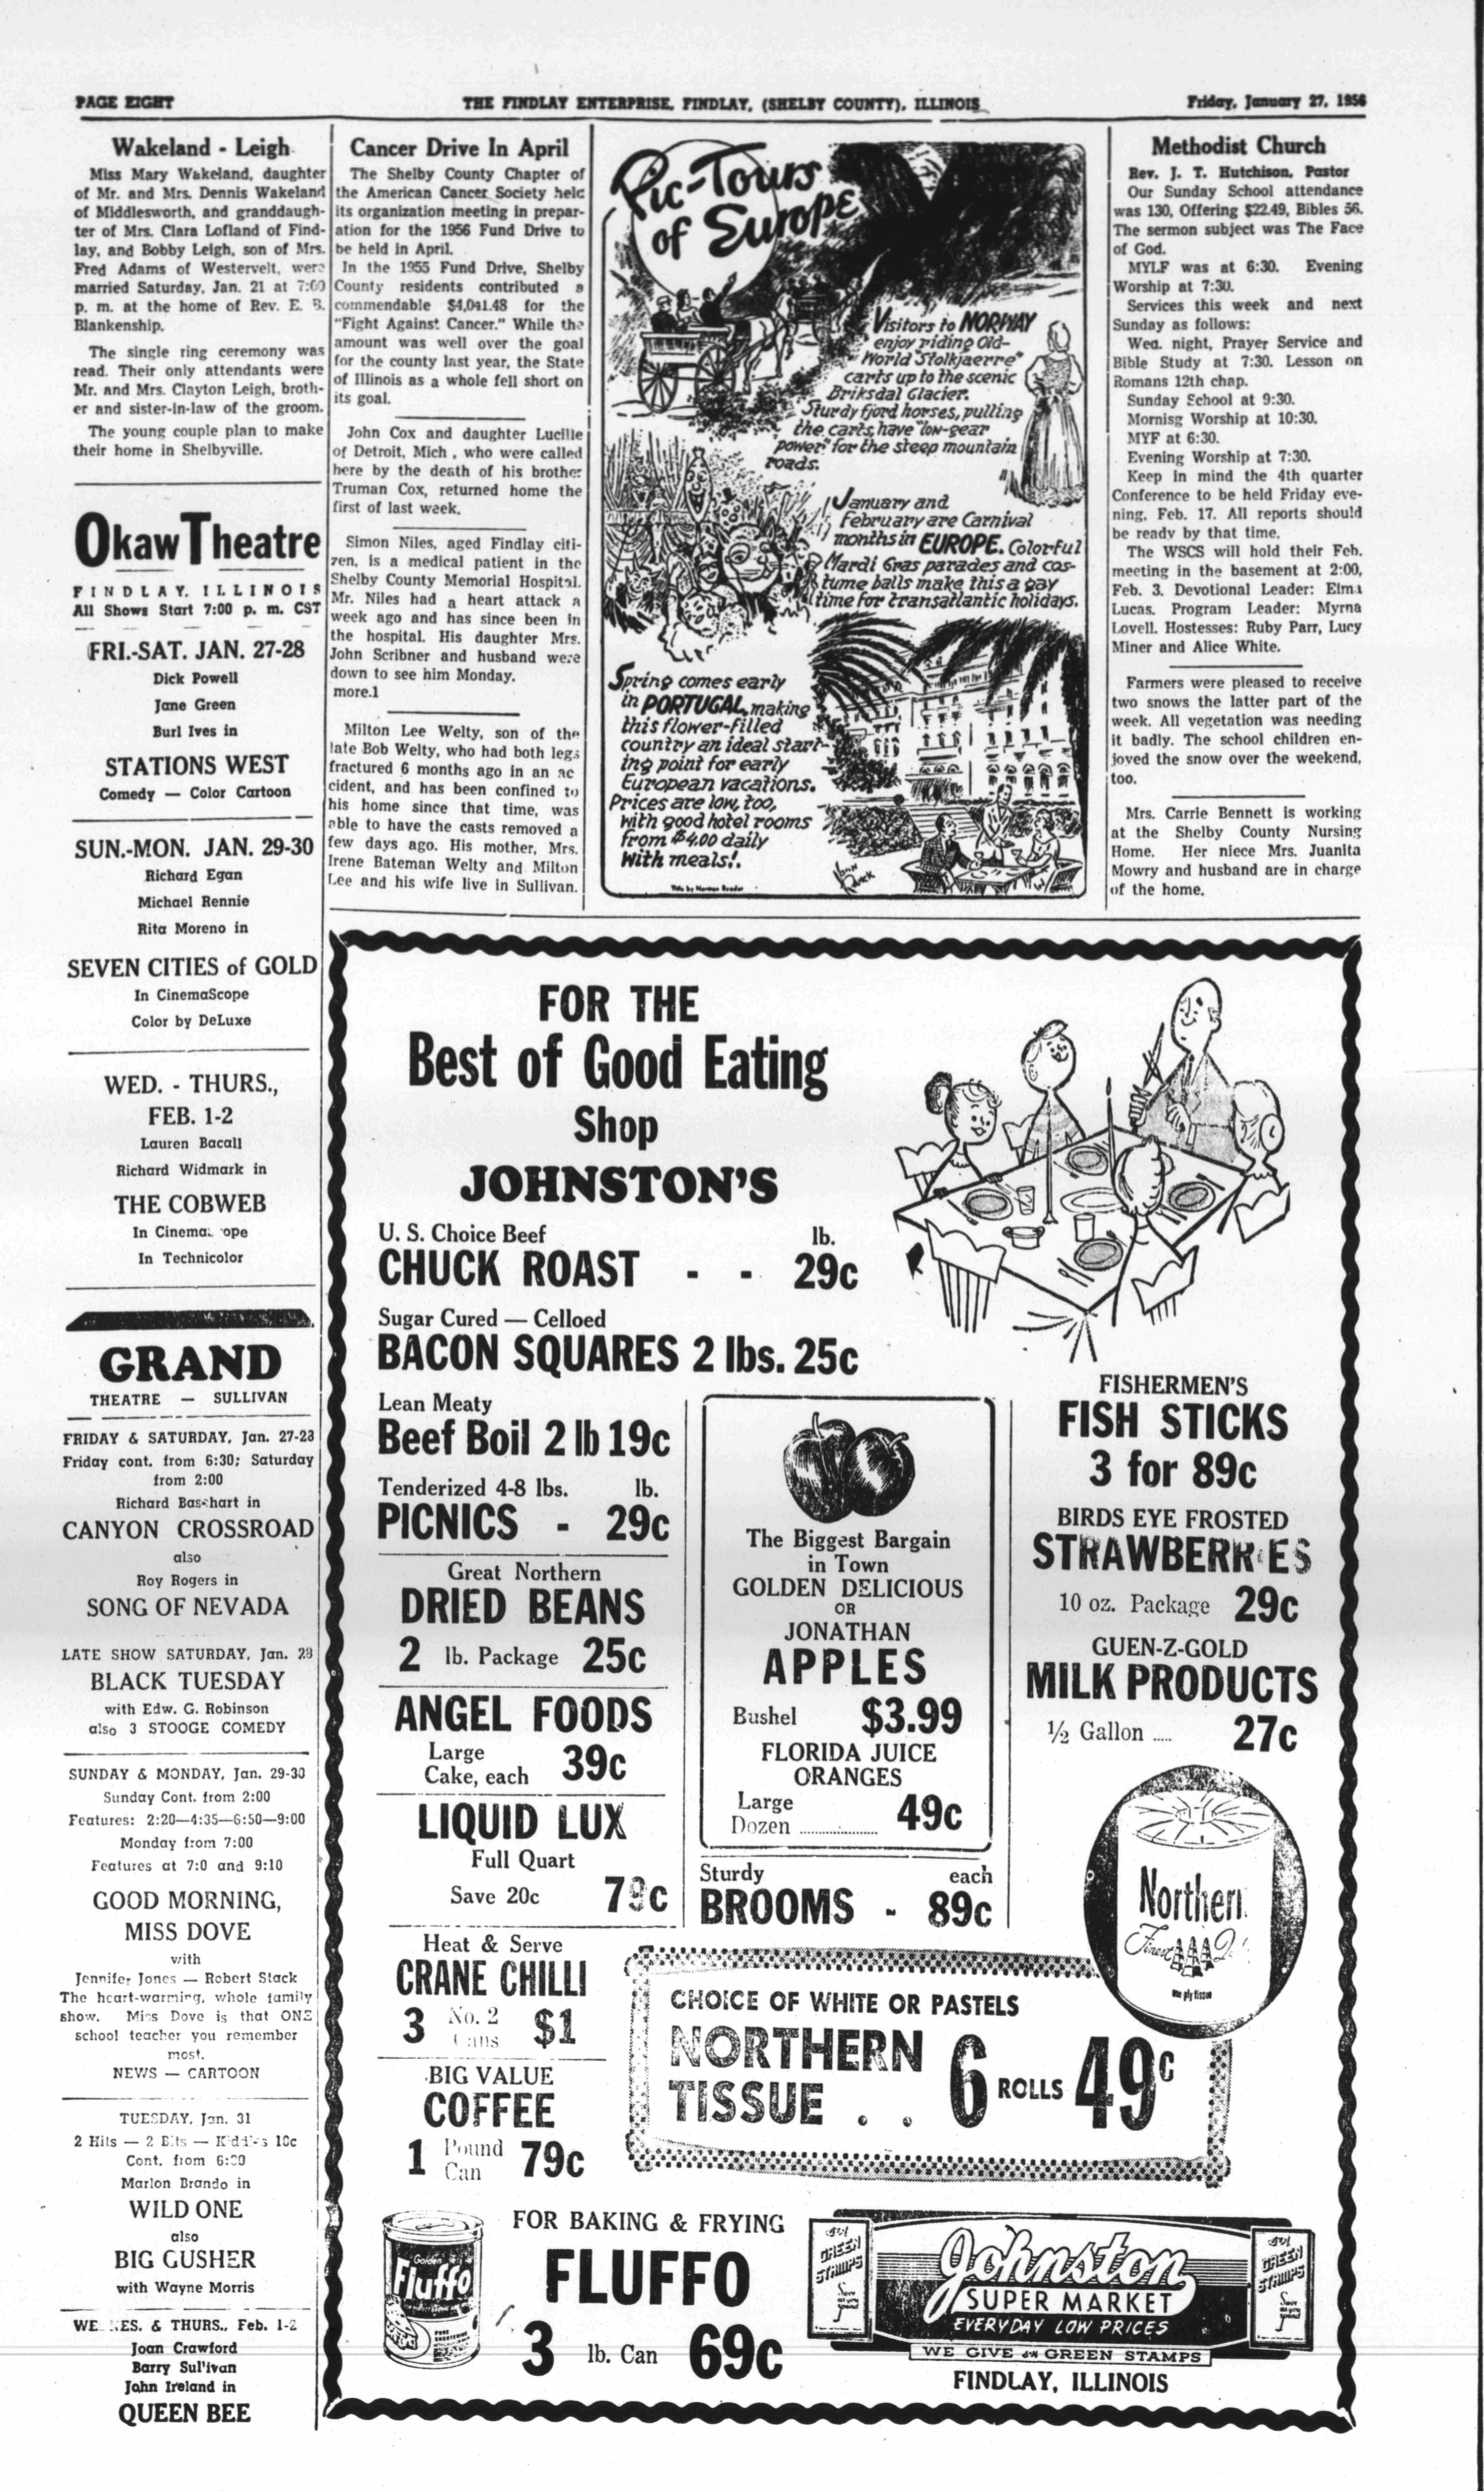 PAGE EIGHT
THE FINDLAY ENTERPRISE, FINDLAY, (SHELBY COUNTY), ILLINOIS
Friday, January 27, 1956
Wakeland - Leigh
Miss Mary Wakeland, daughter
of Mr. and Mrs. Dennis Wakeland
of Middlesworth, and granddaugh-
ter of Mrs. Clara Lofland of Find-
lay, and Bobby Leigh, son of Mrs.
Fred Adams of Westervelt, were
married Saturday, Jan. 21 at 7:00
p. m. at the home of Rev. E. B.
Blankenship.
The single ring ceremony was
read. Their only attendants were
Mr. and Mrs. Clayton Leigh, broth-
er and sister-in-law of the groom.
The young couple plan to make
their home in Shelbyville.
Okaw Theatre
FINDLAY, ILLINOIS
All Shows Start 7:00 p. m. CST
FRI.-SAT. JAN. 27-28
Dick Powell
Jane Green
Burl Ives in
STATIONS WEST
Comedy — Color Cartoon
SUN.-MON. JAN. 29-30
Richard Egan
Michael Rennie
Rita Moreno in
SEVEN CITIES of GOLD
In CinemaScope
Color by DeLuxe
WED. - THURS.,
FEB. 1-2
Lauren Bacall
Richard Widmark in
THE COBWEB
In Cinema ope
In Technicolor
GRAND
THEATRE — SULLIVAN
FRIDAY & SATURDAY, Jan. 27-28
Friday cont. from 6:30; Saturday
from 2:00
Richard Baschart in
CANYON CROSSROAD
also
Roy Rogers in
SONG OF NEVADA
LATE SHOW SATURDAY, Jan. 28
BLACK TUESDAY
with Edw. G. Robinson
also 3 STOOGE COMEDY
SUNDAY & MONDAY, Jan. 29-30
Sunday Cont. from 2:00
Features: 2:20—4:35—6:50—9:00
Monday from 7:00
Features at 7:0 and 9:10
GOOD MORNING,
MISS DOVE
with
Jennifer Jones — Robert Stack
The heart-warming, whole family
show. Miss Dove is that ONE
school teacher you remember
most.
NEWS — CARTOON
TUESDAY, Jan. 31
2 Hits — 2 Bits — Kiddies 10c
Cont. from 6:00
Marlon Brando in
WILD ONE
also
BIG GUSHER
with Wayne Morris
WE ES. & THURS., Feb. 1-2
Joan Crawford
Barry Sullivan
John Ireland in
QUEEN BEE
Cancer Drive In April
The Shelby County Chapter of
the American Cancer Society held
its organization meeting in prepar-
ation for the 1956 Fund Drive to
be held in April.
In the 1955 Fund Drive, Shelby
County residents contributed a
commendable $4,041.48 for the
"Fight Against Cancer." While the
amount was well over the goal
for the county last year, the State
of Illinois as a whole fell short on
its goal.
John Cox and daughter Lucille
of Detroit, Mich , who were called
here by the death of his brother
Truman Cox, returned home the
first of last week.
Simon Niles, aged Findlay citi-
zen, is a medical patient in the
Shelby County Memorial Hospital.
Mr. Niles had a heart attack a
week ago and has since been in
the hospital. His daughter Mrs.
John Scribner and husband were
down to see him Monday.
more.1
Milton Lee Welty, son of the
late Bob Welty, who had both legs
fractured 6 months ago in an ac
cident, and has been confined to
his home since that time, was
able to have the casts removed a
few days ago. His mother, Mrs.
Irene Bateman Welty and Milton
Lee and his wife live in Sullivan.
Pic-Tours
of Europe
Visitors to NORWAY
enjoy riding Old-
World "Stolkjaerre"
carts up to the scenic
Briksdal Glacier.
Sturdy fjord horses, pulling
the carts, have "low-gear
power" for the steep mountain
roads.
January and
February are Carnival
months in EUROPE. Colorful
Mardi Gras parades and cos-
tume balls make this a gay
time for transatlantic holidays.
Spring comes early
in PORTUGAL, making
this flower-filled
country an ideal start-
ing point for early
European vacations.
Prices are low, too,
with good hotel rooms
from $4.00 daily
with meals!.
Title by Norman Reader
Methodist Church
Rev. J. T. Hutchison, Pastor
Our Sunday School attendance
was 130, Offering $22.49, Bibles 56.
The sermon subject was The Face
of God.
MYLF was at 6:30. Evening
Worship at 7:30.
Services this week and next
Sunday as follows:
Wed. night, Prayer Service and
Bible Study at 7:30. Lesson on
Romans 12th chap.
Sunday School at 9:30.
Mornisg Worship at 10:30.
MYF at 6:30.
Evening Worship at 7:30.
Keep in mind the 4th quarter
Conference to be held Friday eve-
ning, Feb. 17. All reports should
be ready by that time.
The WSCS will hold their Feb.
meeting in the basement at 2:00,
Feb. 3. Devotional Leader: Elma
Lucas. Program Leader: Myrna
Lovell. Hostesses: Ruby Parr, Lucy
Miner and Alice White.
Farmers were pleased to receive
two snows the latter part of the
week. All vegetation was needing
it badly. The school children en-
joyed the snow over the weekend,
too.
Mrs. Carrie Bennett is working
at the Shelby County Nursing
Home. Her niece Mrs. Juanita
Mowry and husband are in charge
of the home.
FOR THE
Best of Good Eating
Shop
JOHNSTON'S
U. S. Choice Beef lb.
CHUCK ROAST - - 29c
Sugar Cured — Celloed
BACON SQUARES 2 lbs. 25c
Lean Meaty
Beef Boil 2 lb 19c
Tenderized 4-8 lbs. lb.
PICNICS - 29c
Great Northern
DRIED BEANS
2 lb. Package 25c
ANGEL FOODS
Large
Cake, each 39c
LIQUID LUX
Full Quart
Save 20c
Heat & Serve
CRANE CHILLI
3 No. 2
Cans $1
BIG VALUE
COFFEE
1 Pound
Can 79c
The Biggest Bargain
in Town
GOLDEN DELICIOUS
OR
JONATHAN
APPLES
Bushel $3.99
FLORIDA JUICE
ORANGES
Large
Dozen 49c
Sturdy each
BROOMS - 89c
FISHERMEN'S
FISH STICKS
3 for 89c
BIRDS EYE FROSTED
STRAWBERRIES
10 oz. Package 29c
GUEN-Z-GOLD
MILK PRODUCTS
½ Gallon ..... 27c
Northern
one ply tissue
CHOICE OF WHITE OR PASTELS
NORTHERN
TISSUE . . 6 ROLLS 49c
Golden
Fluffo
FOR BAKING & FRYING
FLUFFO
3 lb. Can 69c
GREEN
STAMPS
Johnston
SUPER MARKET
EVERYDAY LOW PRICES
WE GIVE GREEN STAMPS
GREEN
STAMPS
FINDLAY, ILLINOIS